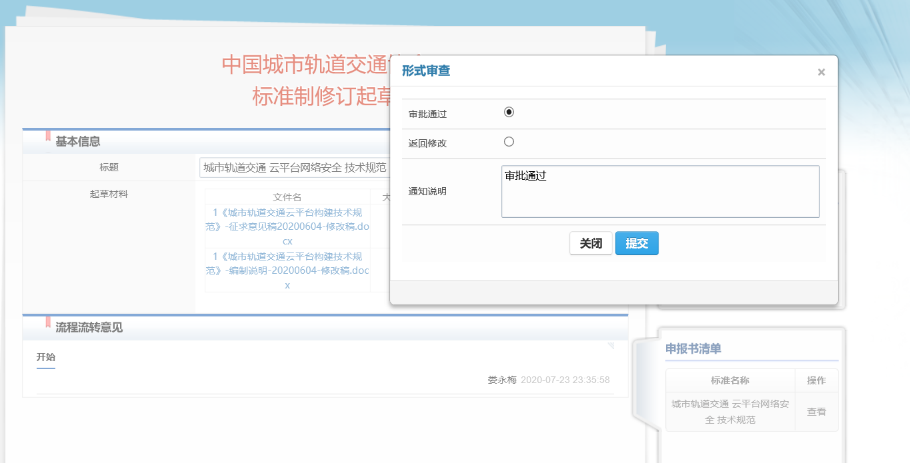 中国城市轨道交通
标准制修订起草
基本信息
标题
城市轨道交通 云平台网络安全 技术规范
起草材料
文件名
大
1《城市轨道交通云平台构建技术规
范》-征求意见稿20200604-修改稿.do
cx
1《城市轨道交通云平台构建技术规
范》-编制说明-20200604-修改稿.doc
x
流程流转意见
开始
娄永梅 2020-07-23 23:35:58
形式审查
×
审批通过
返回修改
通知说明
审批通过
关闭
提交
申报书清单
标准名称
操作
城市轨道交通 云平台网络安
全 技术规范
查看